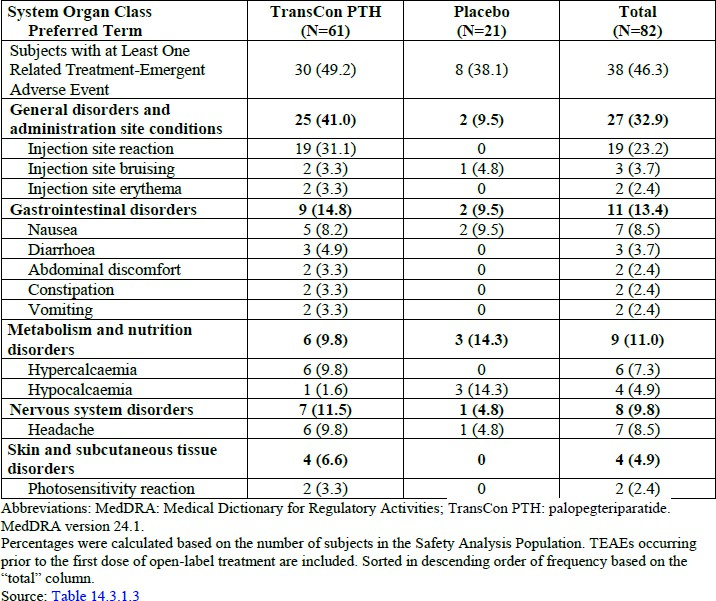 System Organ Class TransCon PTH Placebo Total
Preferred Term (N=61) (N=21) (N=82)
Subjects with at Least One
Related Treatment-Emergent 30 (49.2) 8 (38.1) 38 (46.3)
Adverse Event
General disorders and
administration site conditions 25 (41.0) 2 (9.5) 27 (32.9)
Injection site reaction 19 (31.1) 0 19 (23.2)
Injection site bruising 2 (3.3) 1 (4.8) 3 (3.7)
Injection site erythema 2 (3.3) 0 2 (2.4)
Gastrointestinal disorders 9 (14.8) 2 (9.5) 11 (13.4)
Nausea 5 (8.2) 2 (9.5) 7 (8.5)
Diarrhoea 3 (4.9) 0 3 (3.7)
Abdominal discomfort 2 (3.3) 0 2 (2.4)
Constipation 2 (3.3) 0 2 (2.4)
Vomiting 2 (3.3) 0 2 (2.4)
Metabolism and nutrition
disorders 6 (9.8) 3 (14.3) 9 (11.0)
Hypercalcaemia 6 (9.8) 0 6 (7.3)
Hypocalcaemia 1 (1.6) 3 (14.3) 4 (4.9)
Nervous system disorders 7 (11.5) 1 (4.8) 8 (9.8)
Headache 6 (9.8) 1 (4.8) 7 (8.5)
Skin and subcutaneous tissue
disorders 4 (6.6) 0 4 (4.9)
Photosensitivity reaction 2 (3.3) 0 2 (2.4)
Abbreviations: MedDRA: Medical Dictionary for Regulatory Activities; TransCon PTH: palopegteriparatide.
MedDRA version 24.1.
Percentages were calculated based on the number of subjects in the Safety Analysis Population. TEAEs occurring
prior to the first dose of open-label treatment are included. Sorted in descending order of frequency based on the
“total” column.
Source: Table 14.3.1.3